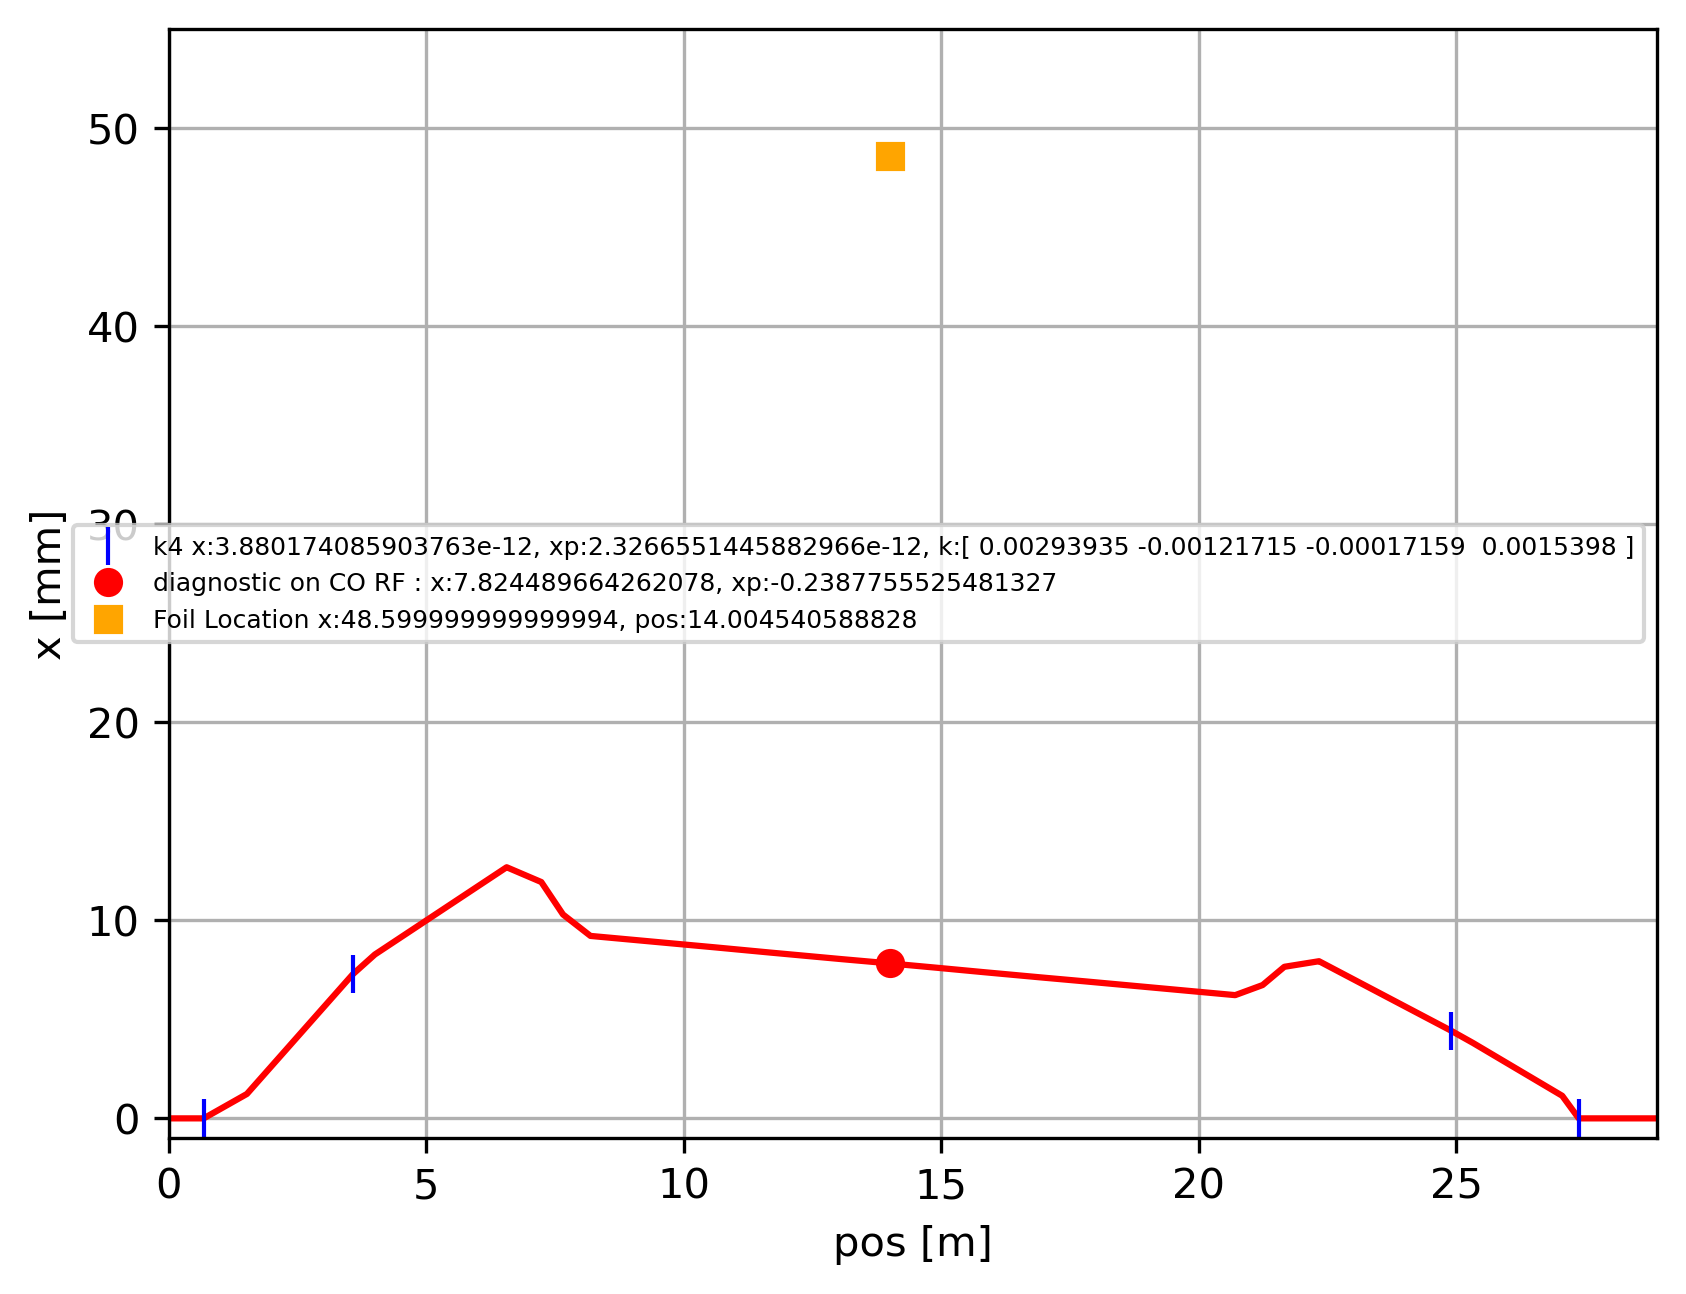 50
40
30
x [mm]
k4 x:3.880174085903763e-12, xp:2.3266551445882966e-12, k:[ 0.00293935 -0.00121715 -0.00017159  0.0015398 ]
diagnostic on CO RF : x:7.824489664262078, xp:-0.2387755525481327
Foil Location x:48.599999999999994, pos:14.004540588828
20
10
0
0 5 10 15 20 25
pos [m]